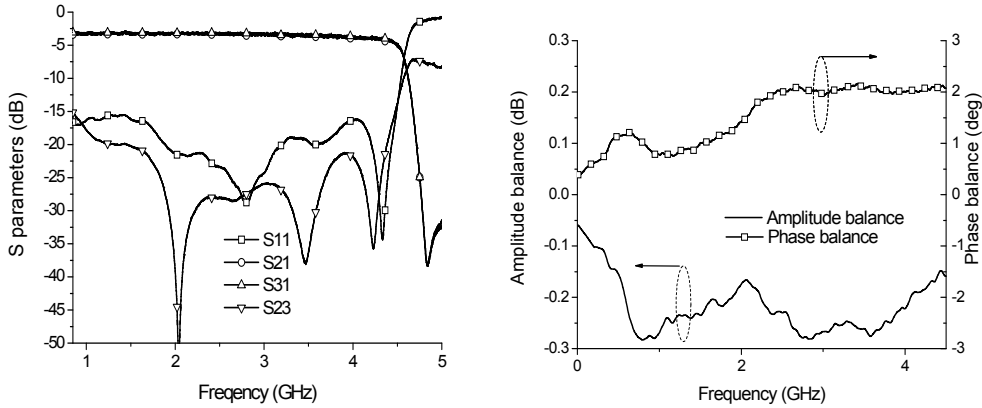 S parameters (dB)
0
-5
-10
-15
-20
-25
-30
-35
-40
-45
-50
S11
S21
S31
S23
1 2 3 4 5
Freqency (GHz)
Amplitude balance (dB)
0.3
0.2
0.1
0.0
-0.1
-0.2
-0.3
Amplitude balance
Phase balance
0 2 4
Frequency (GHz)
3
2
1
0
-1
-2
-3
Phase balance (deg)